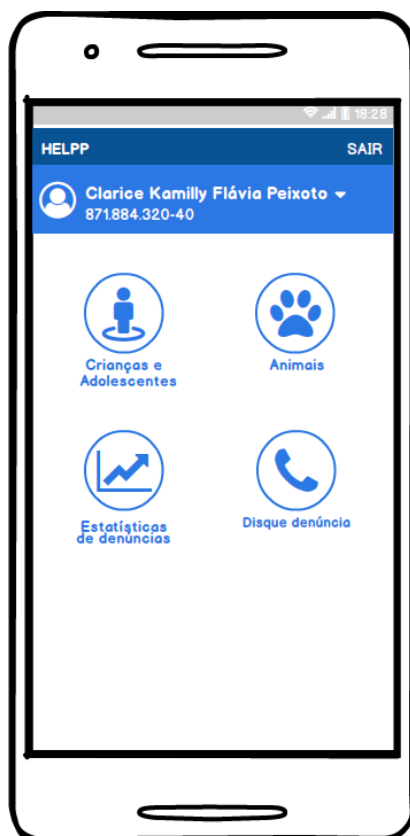 18:28
HELPP SAIR
Clarice Kamilly Flávia Peixoto
871.884.320-40
Crianças e
Adolescentes
Animais
Estatísticas
de denúncias
Disque denúncia